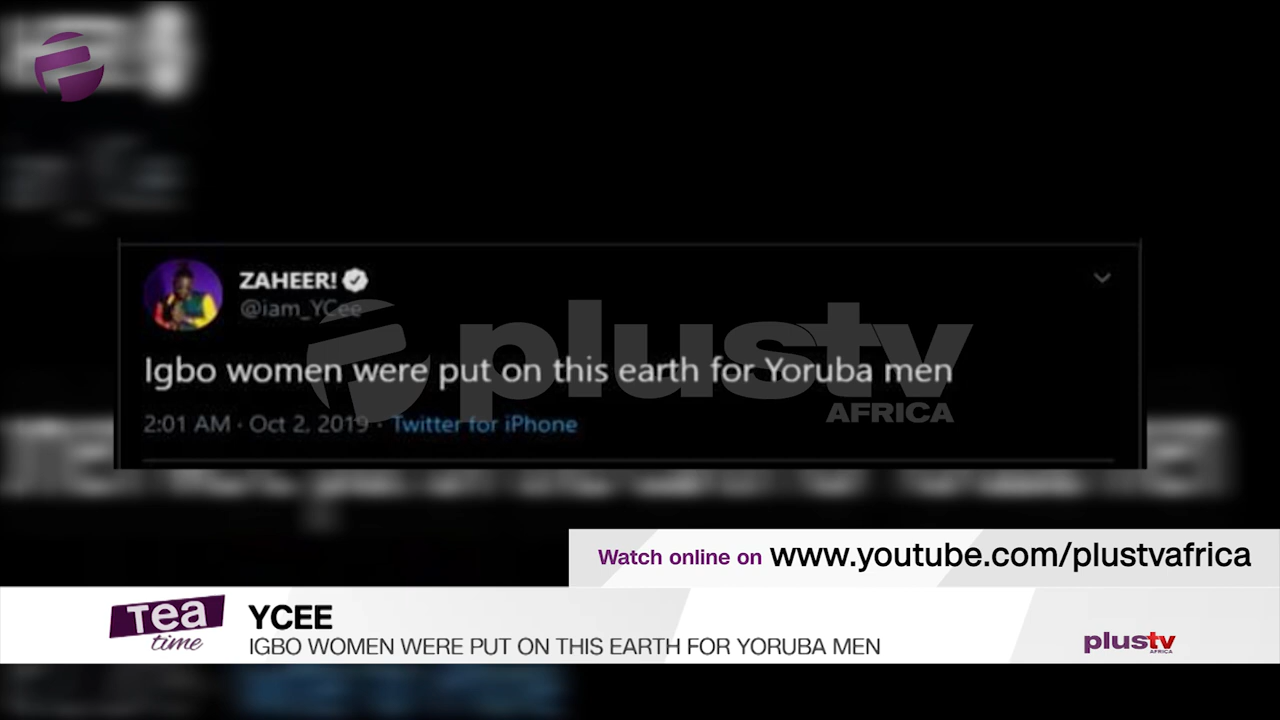 ZAHEER!
@iam_YCee
Igbo women were put on this earth for Yoruba men
2:01 AM · Oct 2, 2019 · Twitter for iPhone
plustv
AFRICA
Watch online on www.youtube.com/plustvafrica
Tea
time
YCEE
IGBO WOMEN WERE PUT ON THIS EARTH FOR YORUBA MEN
plustv
AFRICA